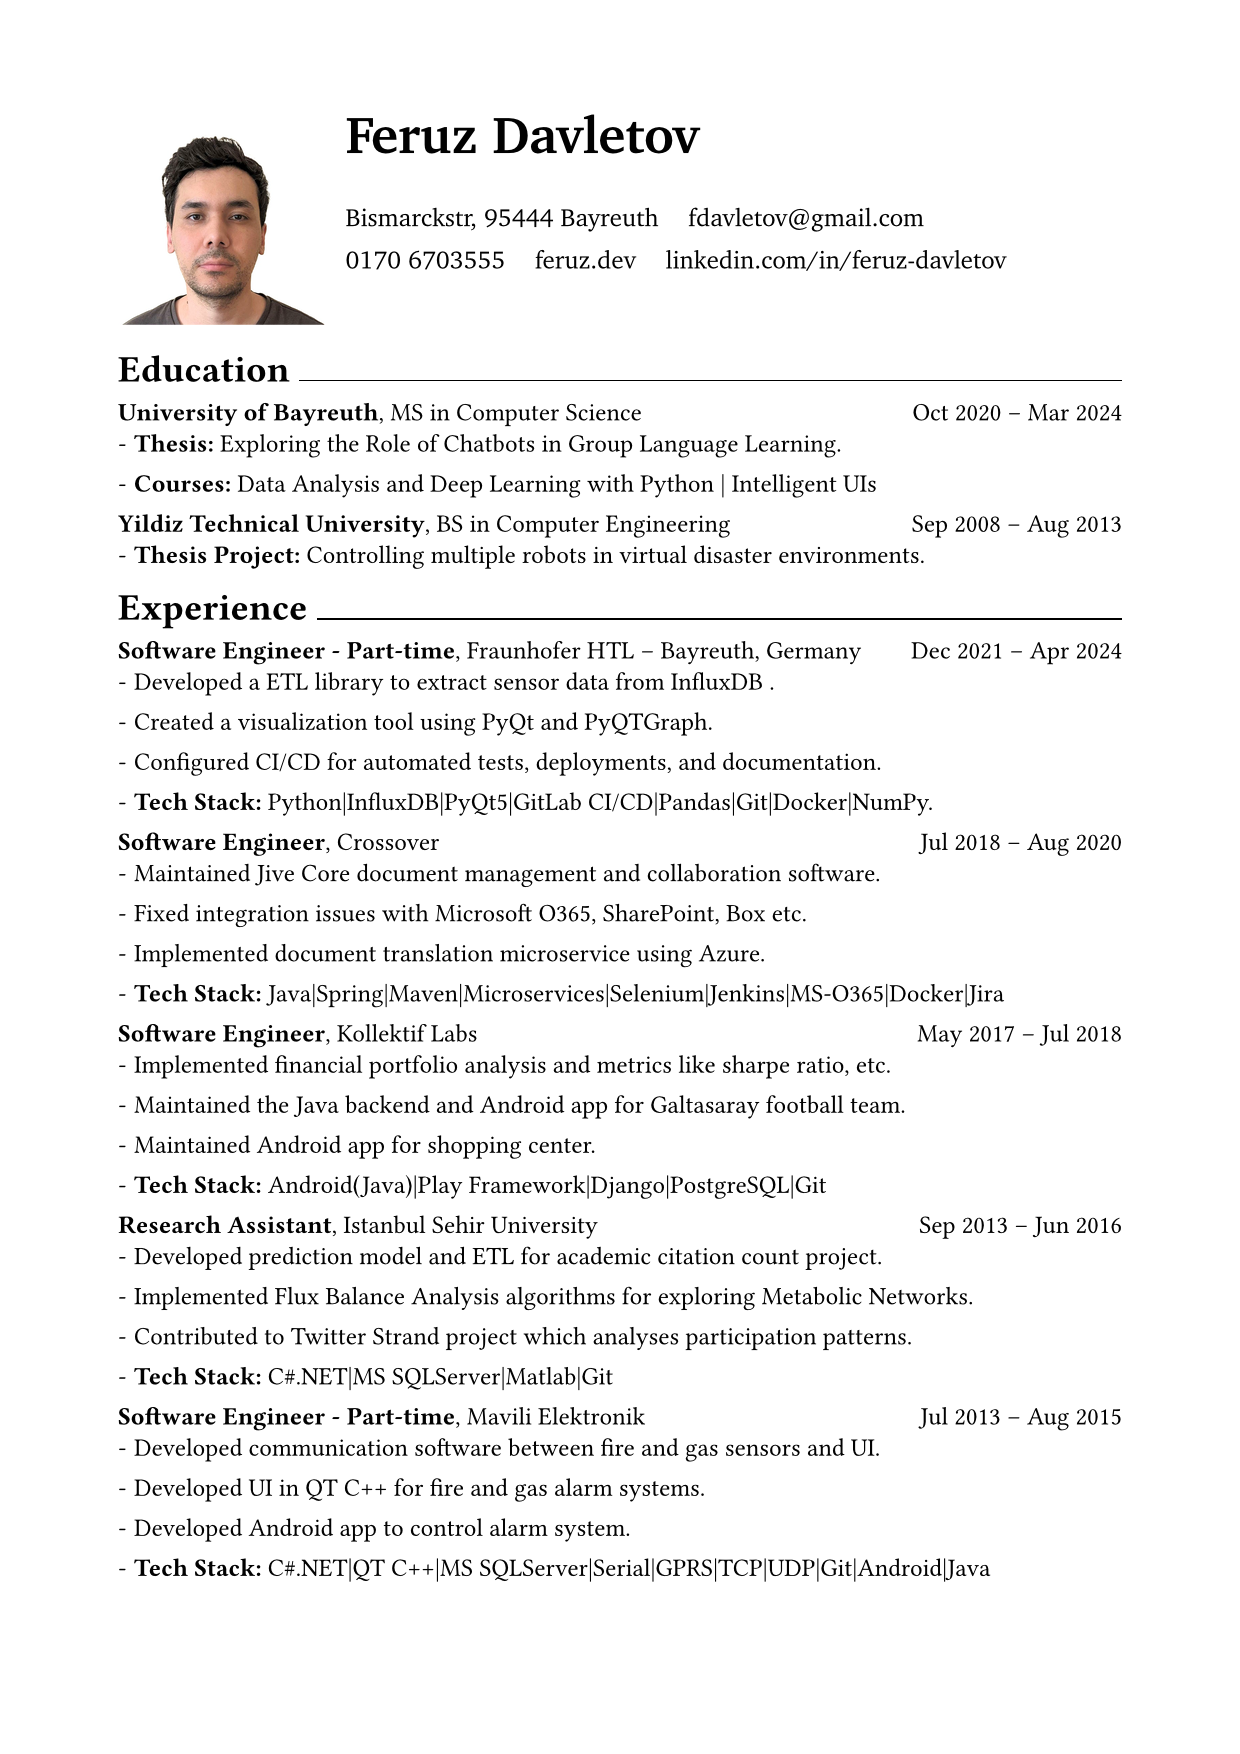 Feruz Davletov
Bismarckstr, 95444 Bayreuth fdavletov@gmail.com
0170 6703555 feruz.dev linkedin.com/in/feruz-davletov
Education
University of Bayreuth, MS in Computer Science Oct 2020 – Mar 2024
- Thesis: Exploring the Role of Chatbots in Group Language Learning.
- Courses: Data Analysis and Deep Learning with Python | Intelligent UIs
Yildiz Technical University, BS in Computer Engineering Sep 2008 – Aug 2013
- Thesis Project: Controlling multiple robots in virtual disaster environments.
Experience
Software Engineer - Part-time, Fraunhofer HTL – Bayreuth, Germany Dec 2021 – Apr 2024
- Developed a ETL library to extract sensor data from InfluxDB .
- Created a visualization tool using PyQt and PyQTGraph.
- Configured CI/CD for automated tests, deployments, and documentation.
- Tech Stack: Python|InfluxDB|PyQt5|GitLab CI/CD|Pandas|Git|Docker|NumPy.
Software Engineer, Crossover Jul 2018 – Aug 2020
- Maintained Jive Core document management and collaboration software.
- Fixed integration issues with Microsoft O365, SharePoint, Box etc.
- Implemented document translation microservice using Azure.
- Tech Stack: Java|Spring|Maven|Microservices|Selenium|Jenkins|MS-O365|Docker|Jira
Software Engineer, Kollektif Labs May 2017 – Jul 2018
- Implemented financial portfolio analysis and metrics like sharpe ratio, etc.
- Maintained the Java backend and Android app for Galtasaray football team.
- Maintained Android app for shopping center.
- Tech Stack: Android(Java)|Play Framework|Django|PostgreSQL|Git
Research Assistant, Istanbul Sehir University Sep 2013 – Jun 2016
- Developed prediction model and ETL for academic citation count project.
- Implemented Flux Balance Analysis algorithms for exploring Metabolic Networks.
- Contributed to Twitter Strand project which analyses participation patterns.
- Tech Stack: C#.NET|MS SQLServer|Matlab|Git
Software Engineer - Part-time, Mavili Elektronik Jul 2013 – Aug 2015
- Developed communication software between fire and gas sensors and UI.
- Developed UI in QT C++ for fire and gas alarm systems.
- Developed Android app to control alarm system.
- Tech Stack: C#.NET|QT C++|MS SQLServer|Serial|GPRS|TCP|UDP|Git|Android|Java